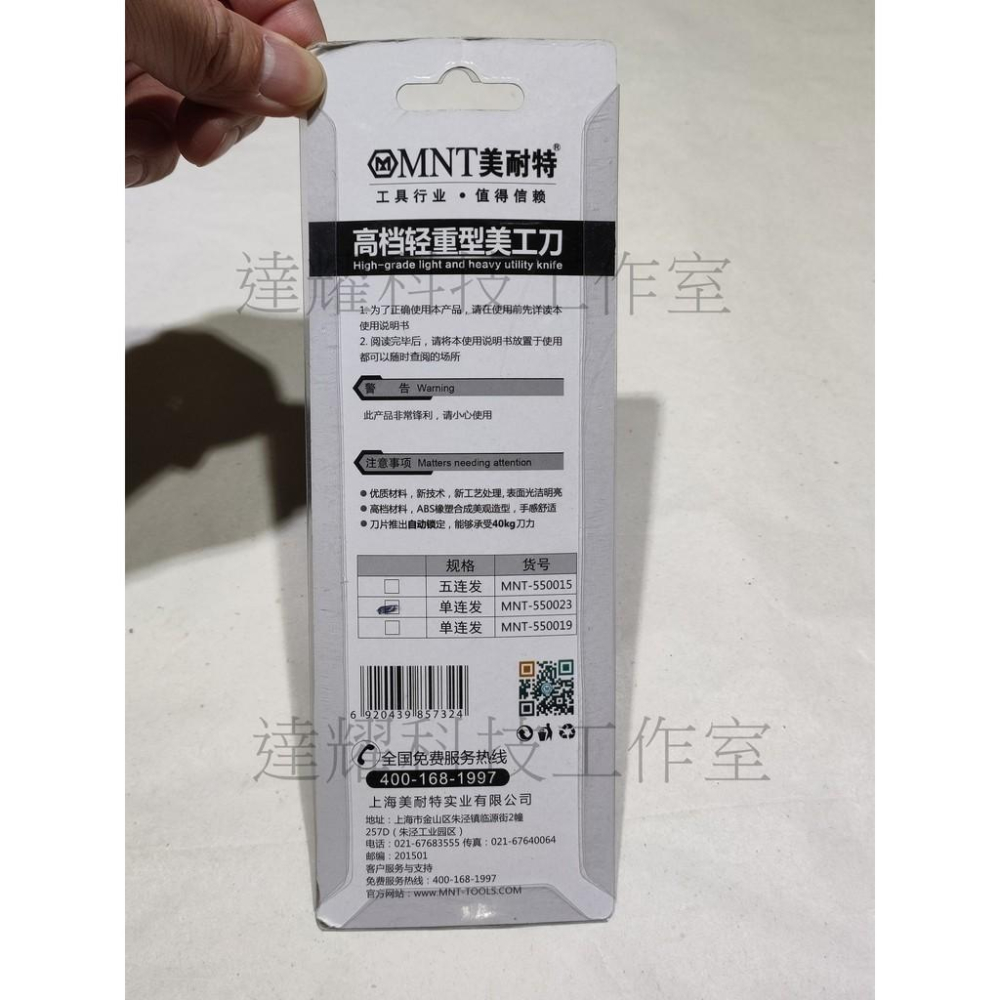 MNT美耐特®
工具行业·值得信赖
高档轻重型美工刀
High-grade light and heavy utility knife
達耀科技工作室
1. 为了正确使用本产品，请在使用前先详读本
使用说明书
2. 阅读完毕后，请将本使用说明书放置于使用
都可以随时查阅的场所
警 告 Warning
此产品非常锋利，请小心使用
注意事项 Matters needing attention
● 优质材料，新技术，新工艺处理, 表面光洁明亮
● 高档材料，ABS橡塑合成美观造型，手感舒适
● 刀片推出自动锁定，能够承受40kg刀力
规格 货号
五连发 MNT-550015
单连发 MNT-550023
单连发 MNT-550019
6 920439 857324
達耀科技工作室
全国免费服务热线
400-168-1997
上海美耐特实业有限公司
地址：上海市金山区朱泾镇临源街2幢
257D（朱泾工业园区）
电话：021-67683555 传真：021-67640064
邮编：201501
客户服务与支持
免费服务热线：400-168-1997
官方网站：www.MNT-TOOLS.COM